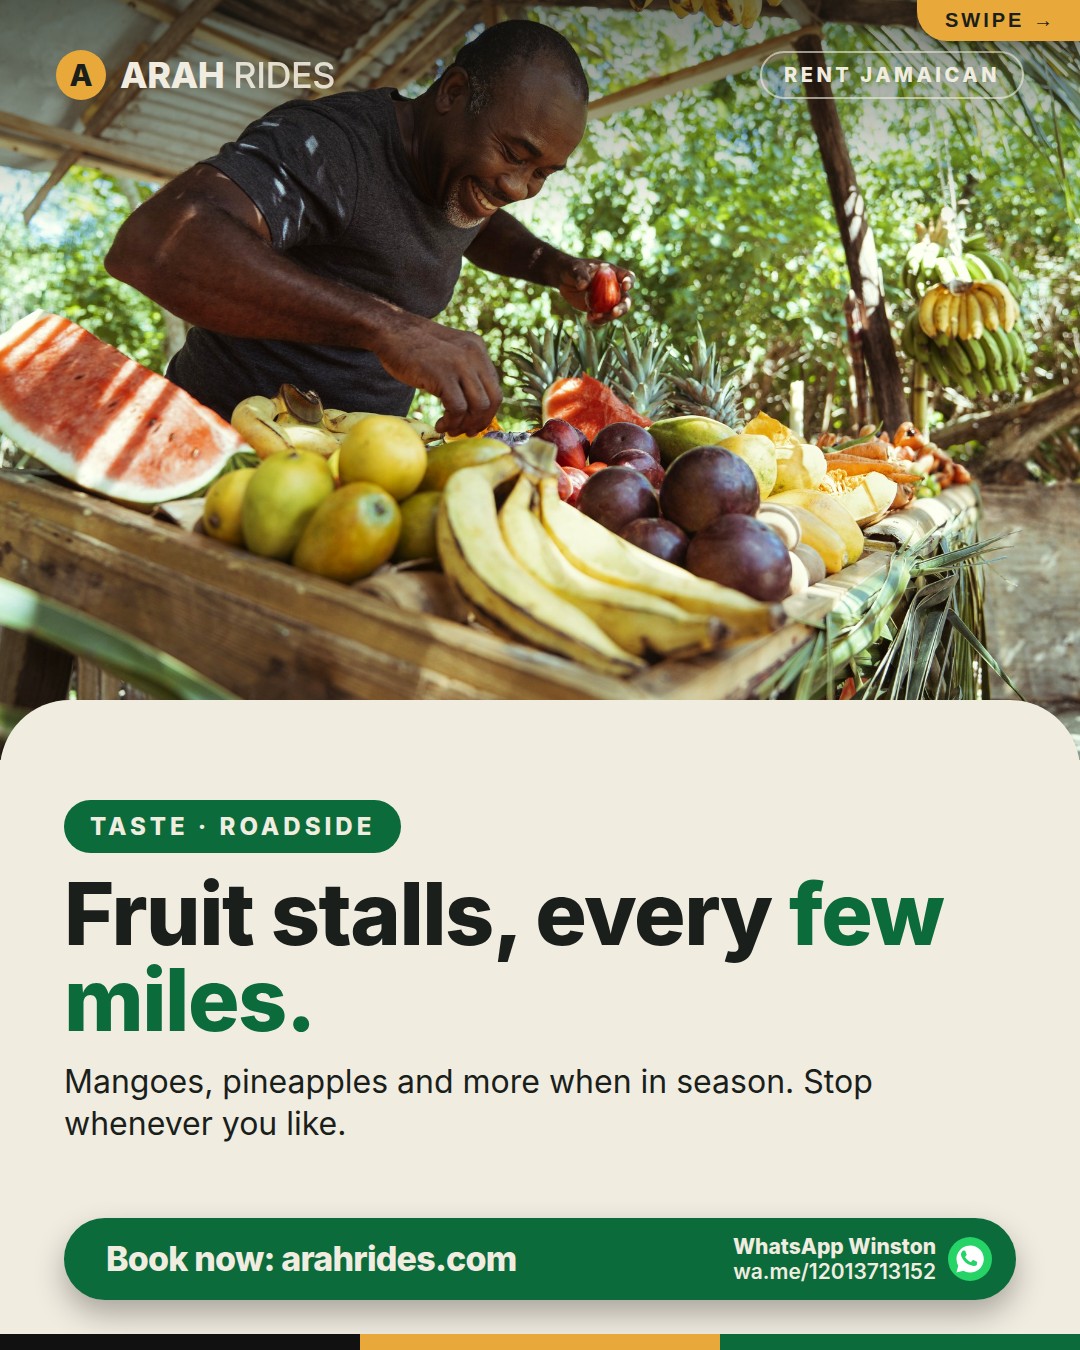 SWIPE →
A ARAH RIDES
RENT JAMAICAN
TASTE · ROADSIDE
Fruit stalls, every few
miles.
Mangoes, pineapples and more when in season. Stop
whenever you like.
Book now: arahrides.com
WhatsApp Winston
wa.me/12013713152